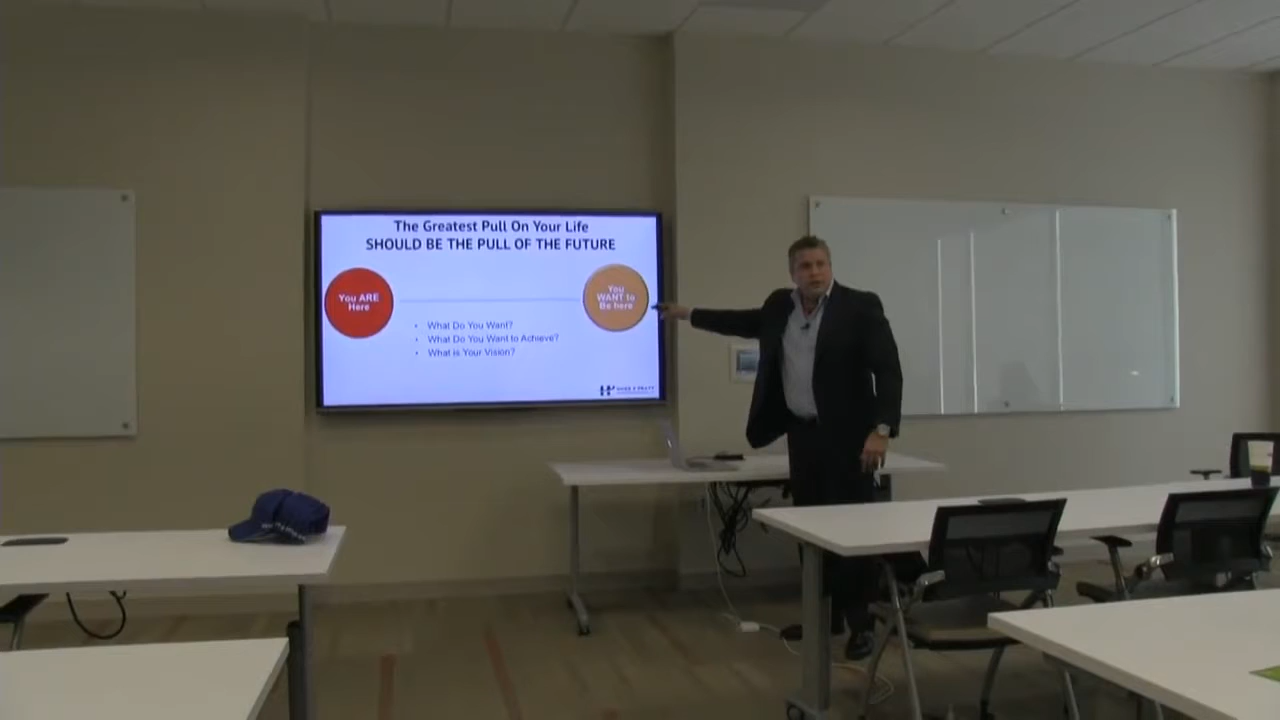 The Greatest Pull On Your Life
SHOULD BE THE PULL OF THE FUTURE
You ARE
Here
You
WANT to
Be here
• What Do You Want?
• What Do You Want to Achieve?
• What is Your Vision?